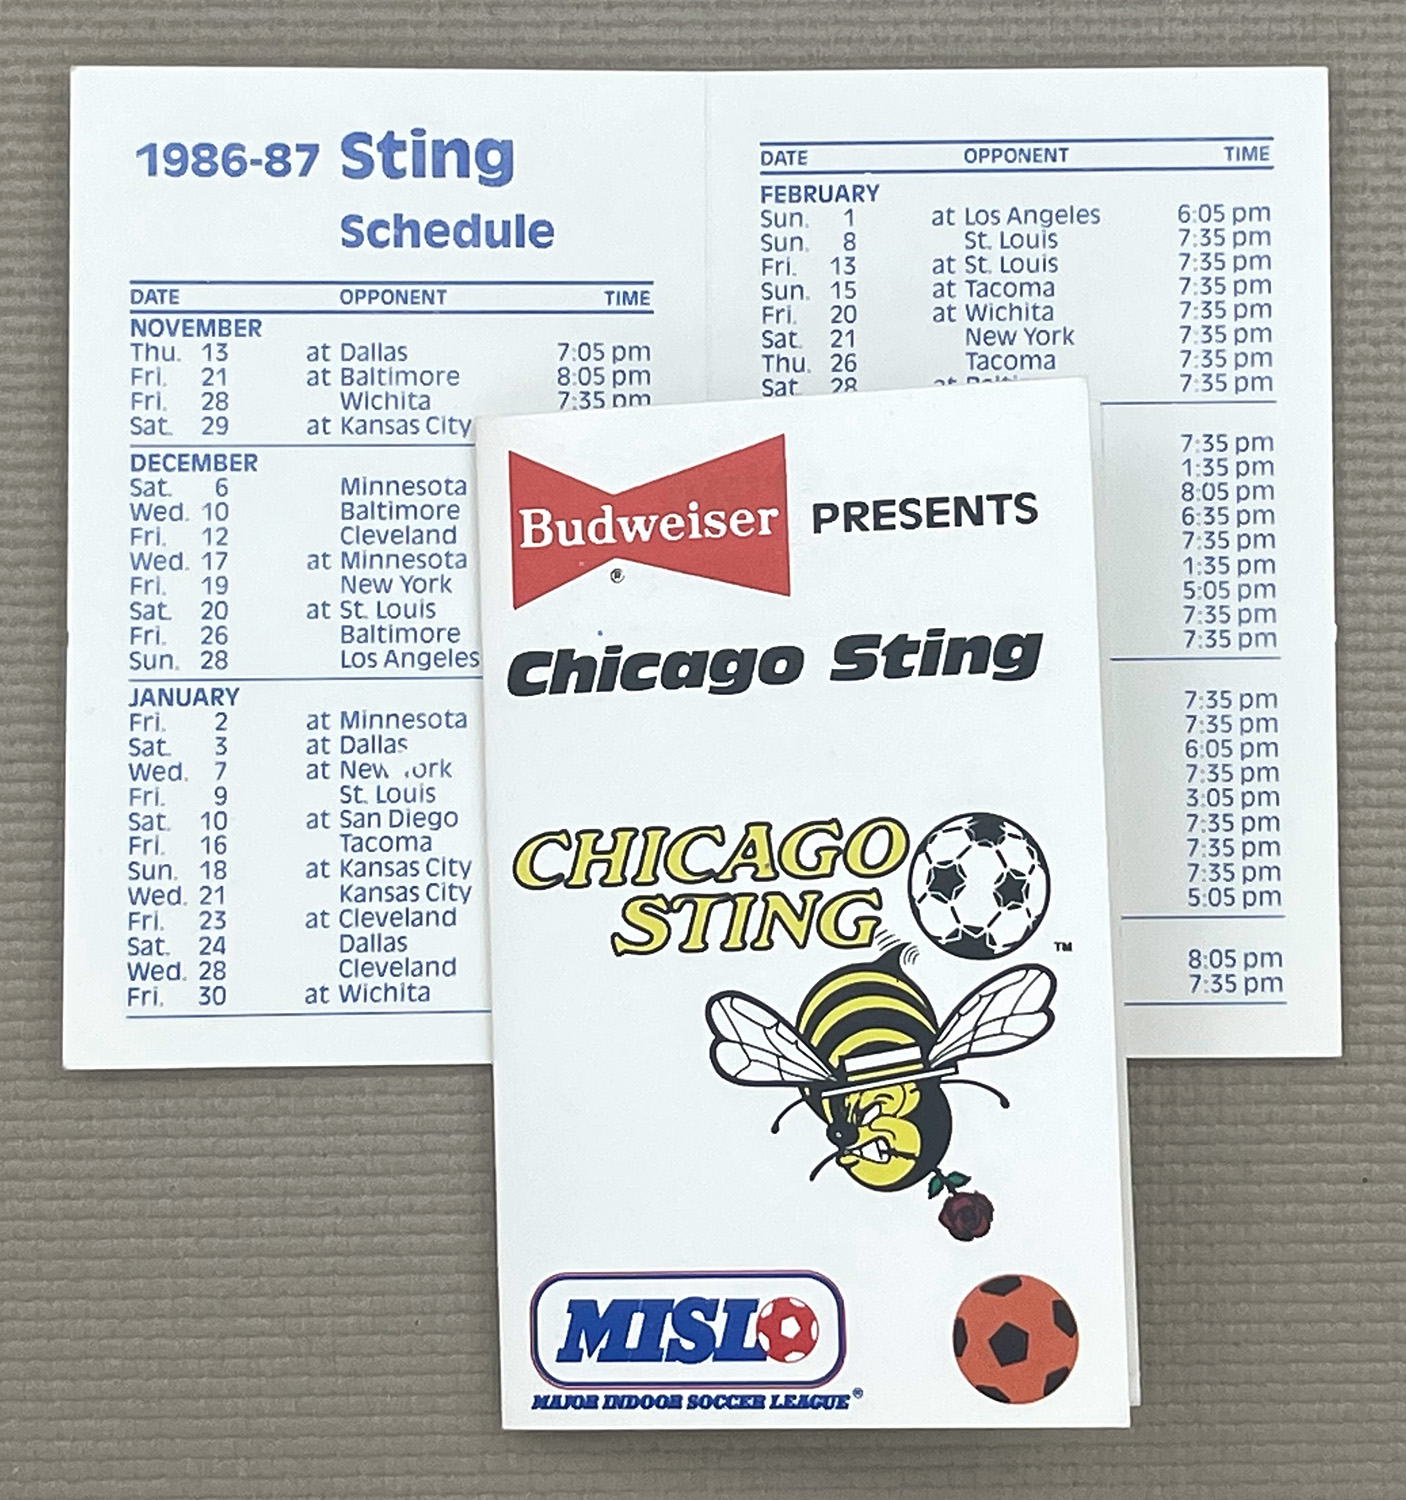 1986-87 Sting
Schedule
DATE OPPONENT TIME
NOVEMBER
Thu. 13 at Dallas 7:05 pm
Fri. 21 at Baltimore 8:05 pm
Fri. 28 Wichita 7:35 pm
Sat. 29 at Kansas City
DECEMBER
Sat. 6 Minnesota
Wed. 10 Baltimore
Fri. 12 Cleveland
Wed. 17 at Minnesota
Fri. 19 New York
Sat. 20 at St. Louis
Fri. 26 Baltimore
Sun. 28 Los Angeles
JANUARY
Fri. 2 at Minnesota
Sat. 3 at Dallas
Wed. 7 at New York
Fri. 9 St. Louis
Sat. 10 at San Diego
Fri. 16 Tacoma
Sun. 18 at Kansas City
Wed. 21 Kansas City
Fri. 23 at Cleveland
Sat. 24 Dallas
Wed. 28 Cleveland
Fri. 30 at Wichita
DATE OPPONENT TIME
FEBRUARY
Sun. 1 at Los Angeles 6:05 pm
Sun. 8 St. Louis 7:35 pm
Fri. 13 at St. Louis 7:35 pm
Sun. 15 at Tacoma 7:35 pm
Fri. 20 at Wichita 7:35 pm
Sat. 21 New York 7:35 pm
Thu. 26 Tacoma 7:35 pm
Sat. 28 at 7:35 pm
7:35 pm
1:35 pm
8:05 pm
6:35 pm
7:35 pm
1:35 pm
5:05 pm
7:35 pm
7:35 pm
7:35 pm
7:35 pm
6:05 pm
7:35 pm
3:05 pm
7:35 pm
7:35 pm
7:35 pm
5:05 pm
8:05 pm
7:35 pm
Budweiser PRESENTS
®
Chicago Sting
CHICAGO
STING
TM
MISL
MAJOR INDOOR SOCCER LEAGUE®